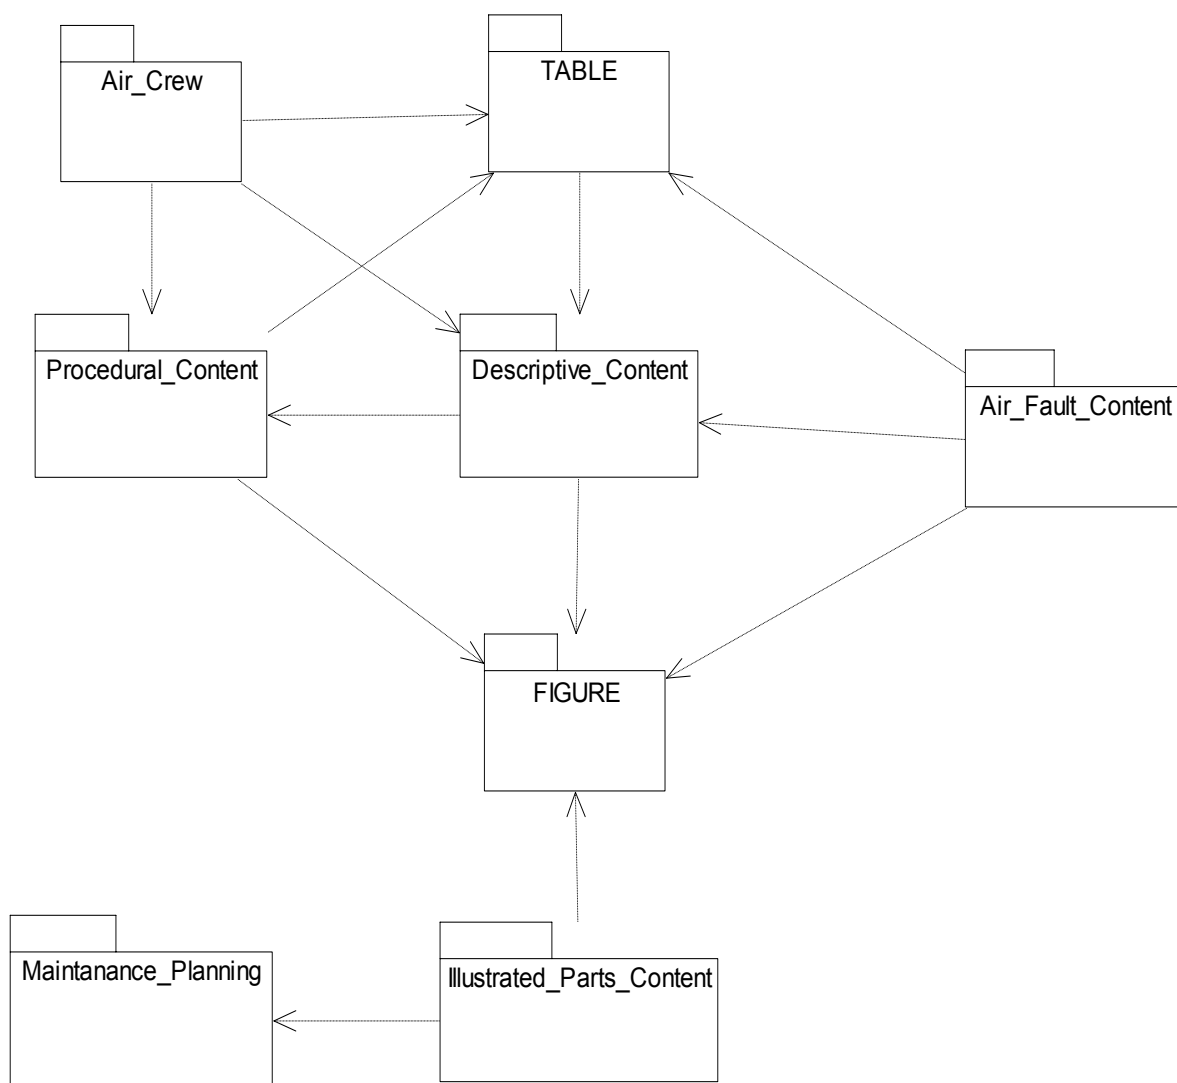 Air_Crew
TABLE
Procedural_Content
Descriptive_Content
Air_Fault_Content
FIGURE
Maintanance_Planning
Illustrated_Parts_Content